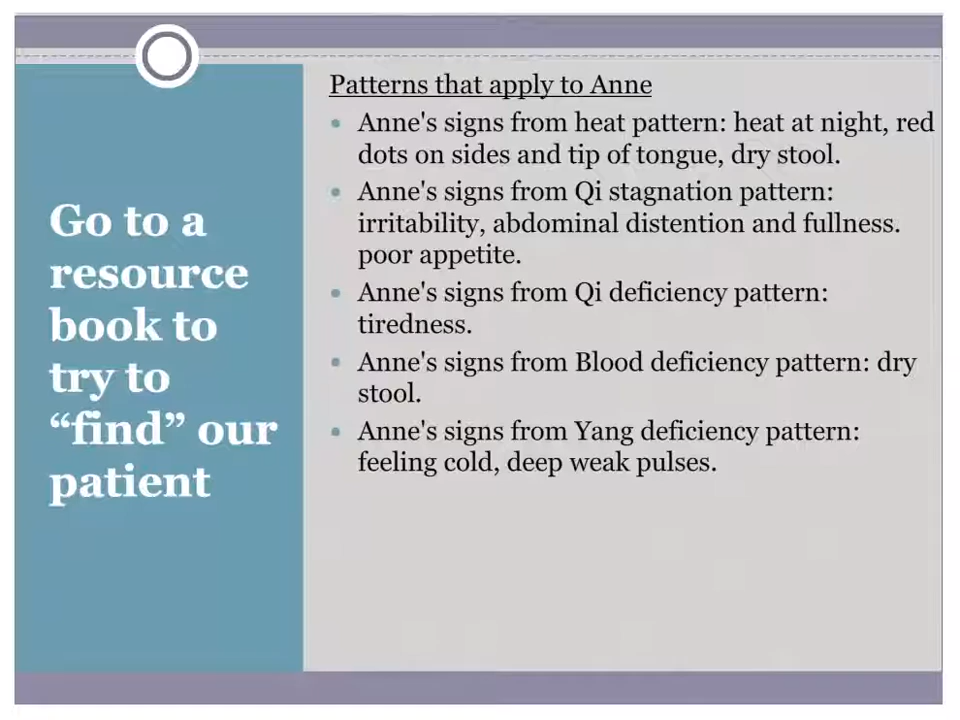 Go to a
resource
book to
try to
“find” our
patient
Patterns that apply to Anne
• Anne's signs from heat pattern: heat at night, red
dots on sides and tip of tongue, dry stool.
• Anne's signs from Qi stagnation pattern:
irritability, abdominal distention and fullness.
poor appetite.
• Anne's signs from Qi deficiency pattern:
tiredness.
• Anne's signs from Blood deficiency pattern: dry
stool.
• Anne's signs from Yang deficiency pattern:
feeling cold, deep weak pulses.